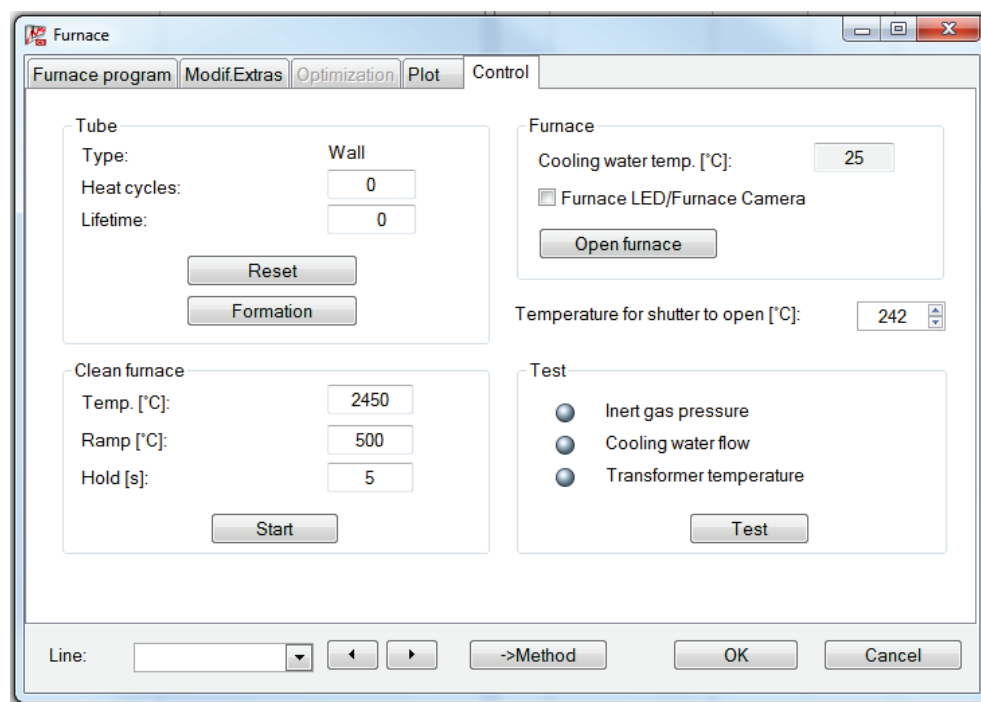 Furnace
Furnace program Modif.Extras Optimization Plot Control
Tube
Type: Wall
Heat cycles: 0
Lifetime: 0
Reset
Formation
Furnace
Cooling water temp. [°C]: 25
Furnace LED/Furnace Camera
Open furnace
Temperature for shutter to open [°C]: 242
Clean furnace
Temp. [°C]: 2450
Ramp [°C]: 500
Hold [s]: 5
Start
Test
Inert gas pressure
Cooling water flow
Transformer temperature
Test
Line: ->Method OK Cancel